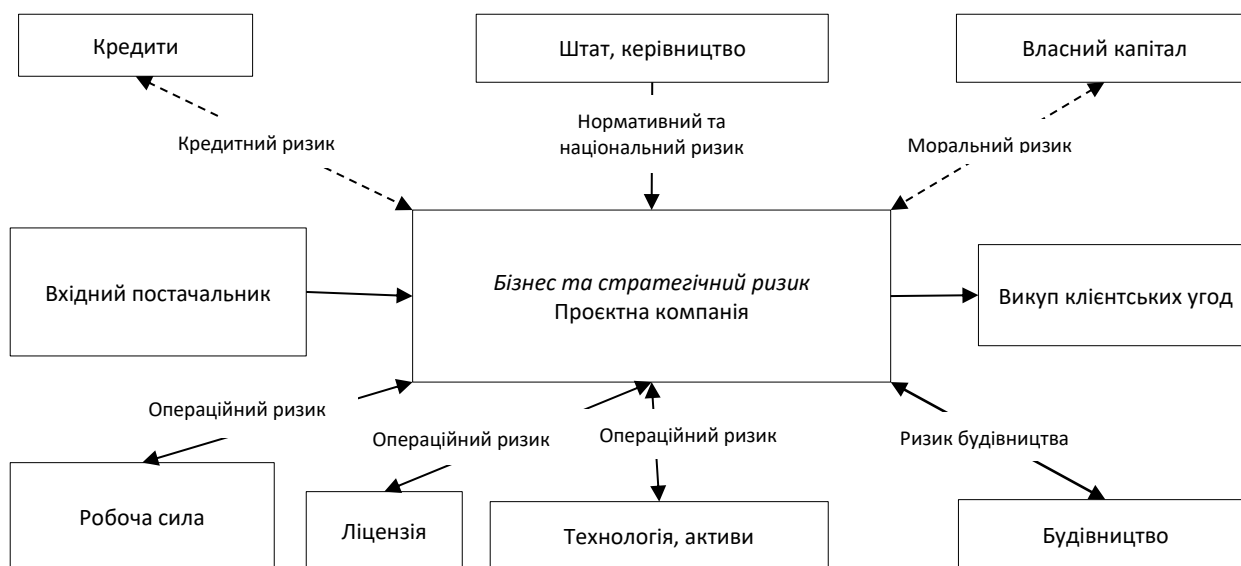 Кредити
Штат, керівництво
Власний капітал
Кредитний ризик
Нормативний та
національний ризик
Моральний ризик
Вхідний постачальник
Бізнес та стратегічний ризик
Проєктна компанія
Викуп клієнтських угод
Операційний ризик
Операційний ризик
Операційний ризик
Ризик будівництва
Робоча сила
Ліцензія
Технологія, активи
Будівництво